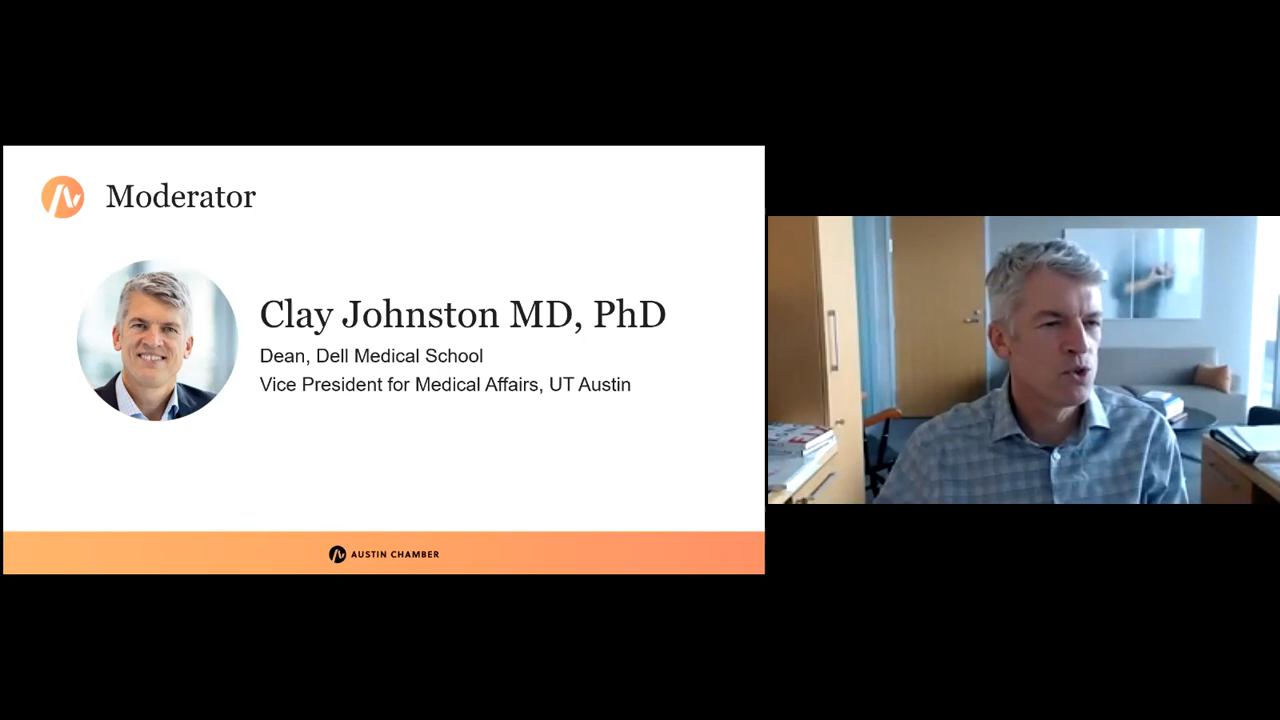 Moderator
Clay Johnston MD, PhD
Dean, Dell Medical School
Vice President for Medical Affairs, UT Austin
AUSTIN CHAMBER